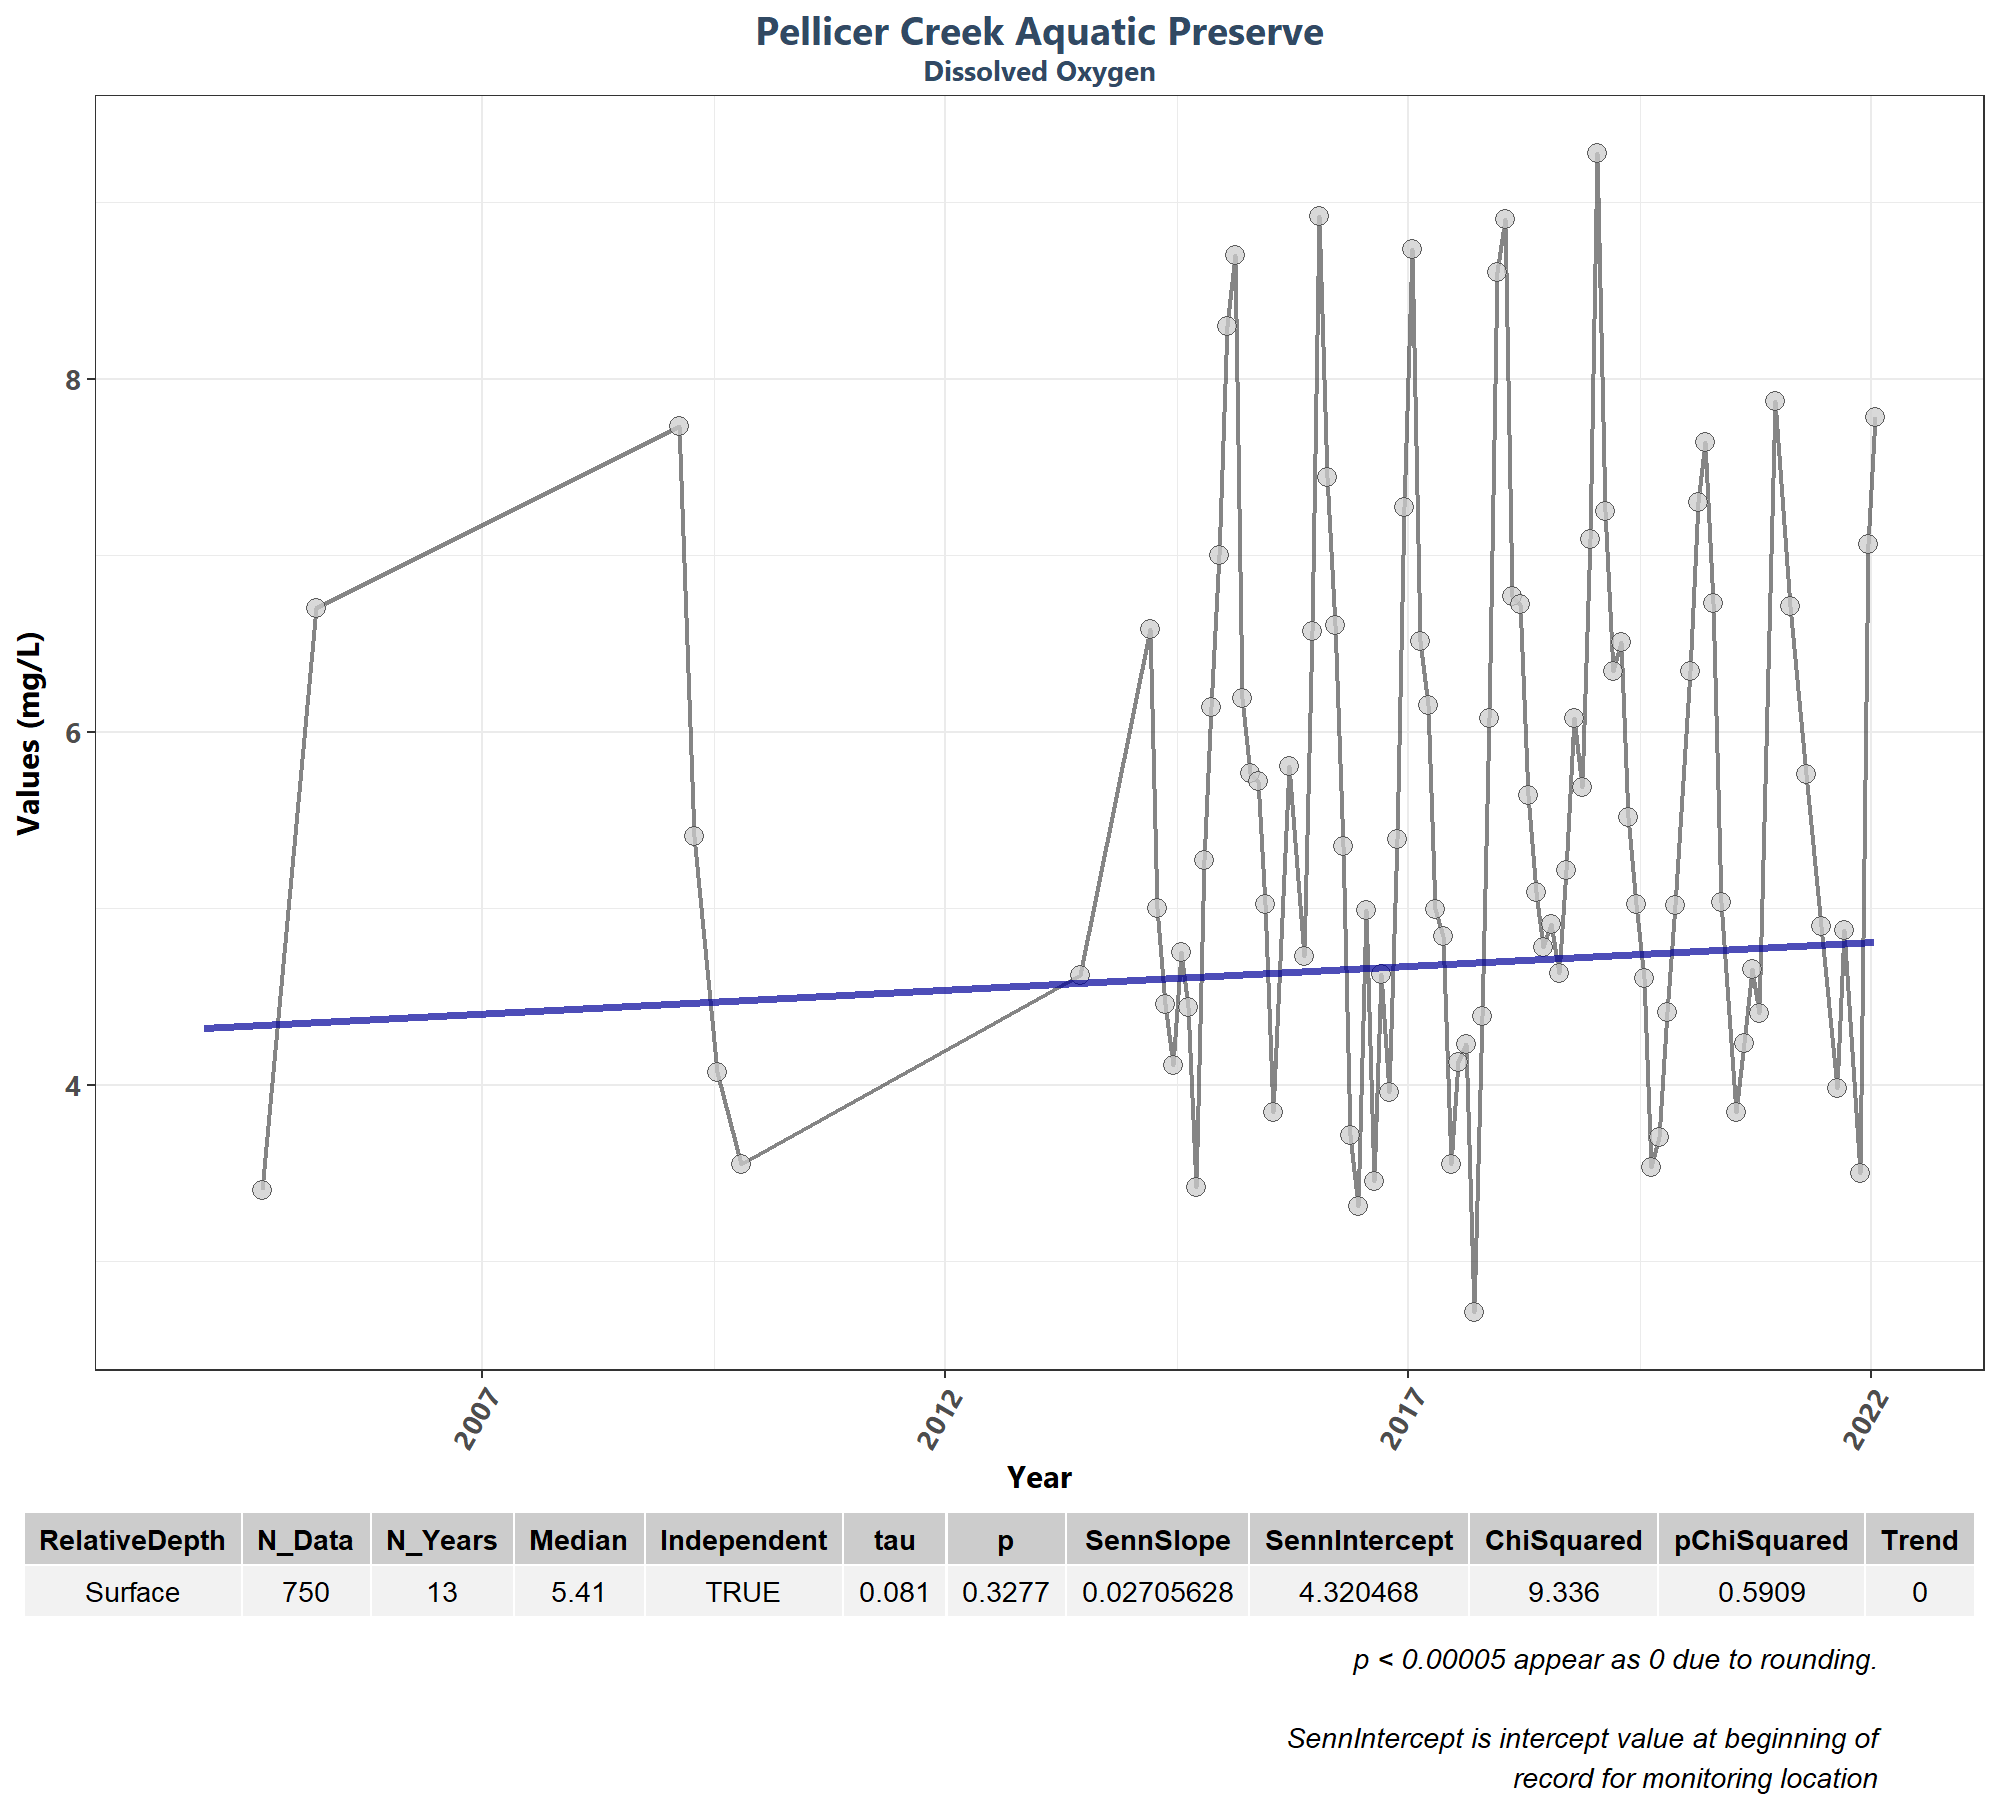 Pellicer Creek Aquatic Preserve
Dissolved Oxygen
Values (mg/L)
8
6
4
2007
2012
2017
2022
Year
RelativeDepth N_Data N_Years Median Independent tau p SennSlope SennIntercept ChiSquared pChiSquared Trend
Surface 750 13 5.41 TRUE 0.081 0.3277 0.02705628 4.320468 9.336 0.5909 0
p < 0.00005 appear as 0 due to rounding.
SennIntercept is intercept value at beginning of
record for monitoring location